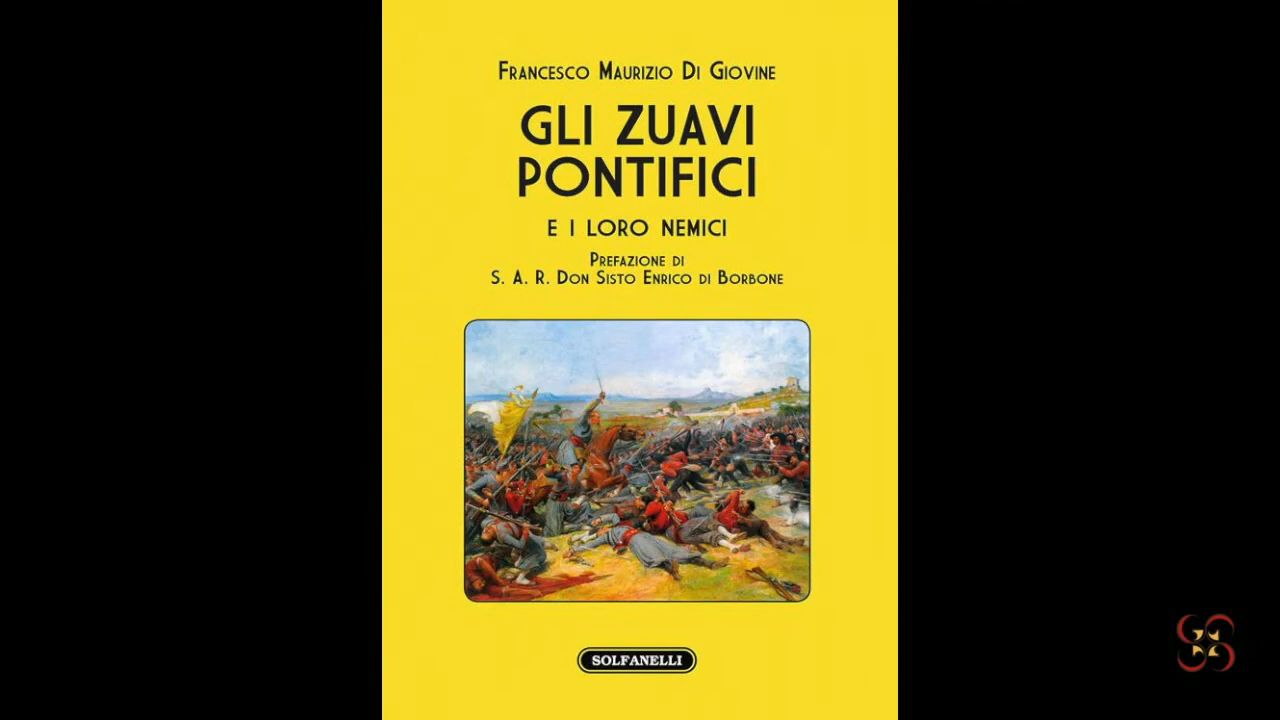 Francesco Maurizio Di Giovine
GLI ZUAVI
PONTIFICI
E I LORO NEMICI
Prefazione di
S. A. R. Don Sisto Enrico di Borbone
SOLFANELLI